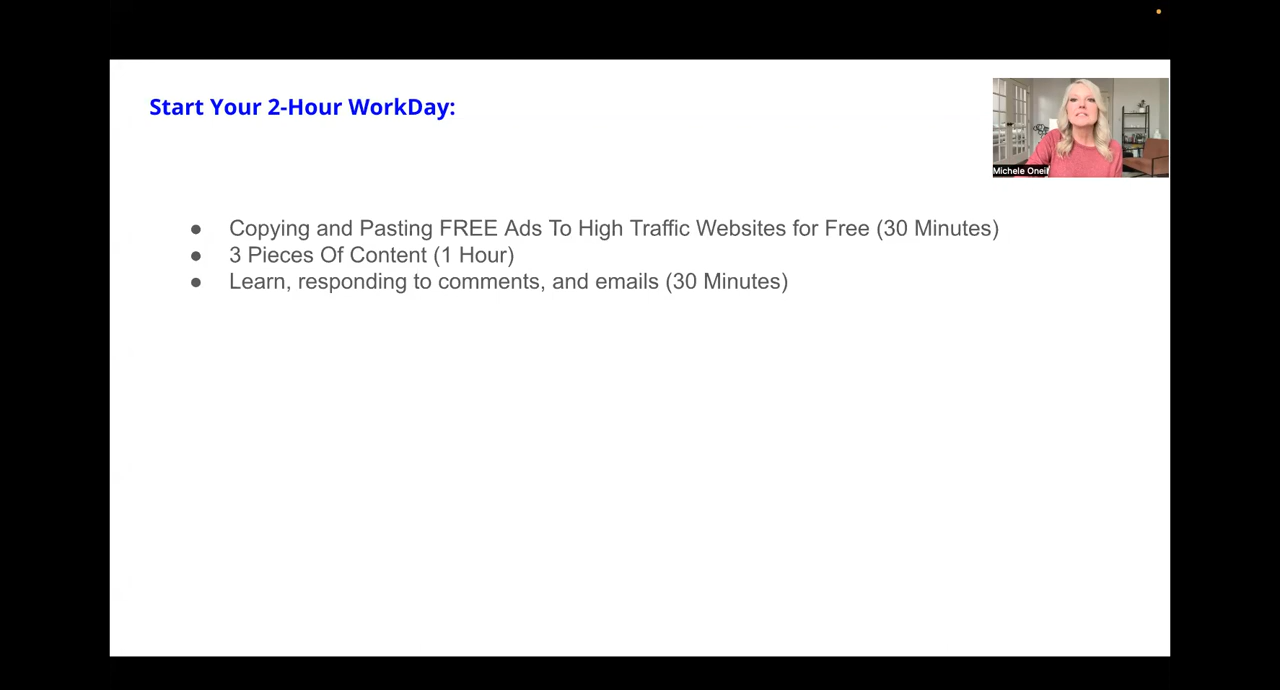 Start Your 2-Hour WorkDay:
Michele Oneil
● Copying and Pasting FREE Ads To High Traffic Websites for Free (30 Minutes)
● 3 Pieces Of Content (1 Hour)
● Learn, responding to comments, and emails (30 Minutes)